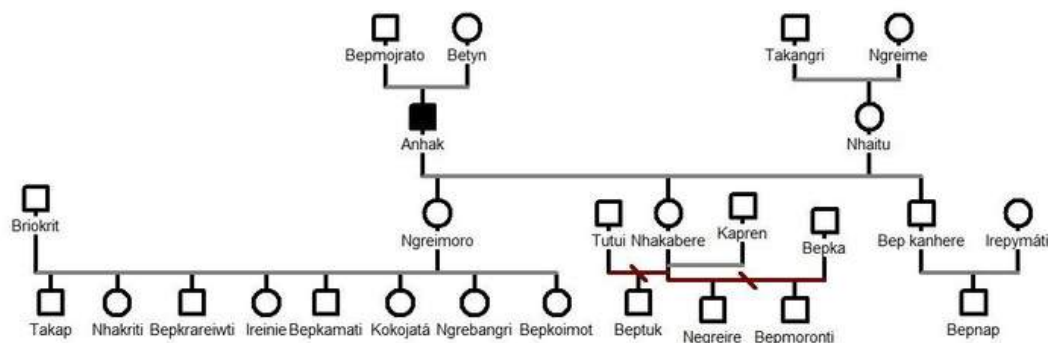 Bepmojrato Betyn Takangri Ngreime
Anhak Nhaitu
Briokrit Ngreimoro Tutui Nhakabere Kapren Bepka Bep kanhere Irepymáti
Takap Nhakriti Bepkrareiwti Ireinie Bepkamati Kokojatá Ngrebangri Bepkoimot Beptuk Negreire Bepmoronti Bepnap